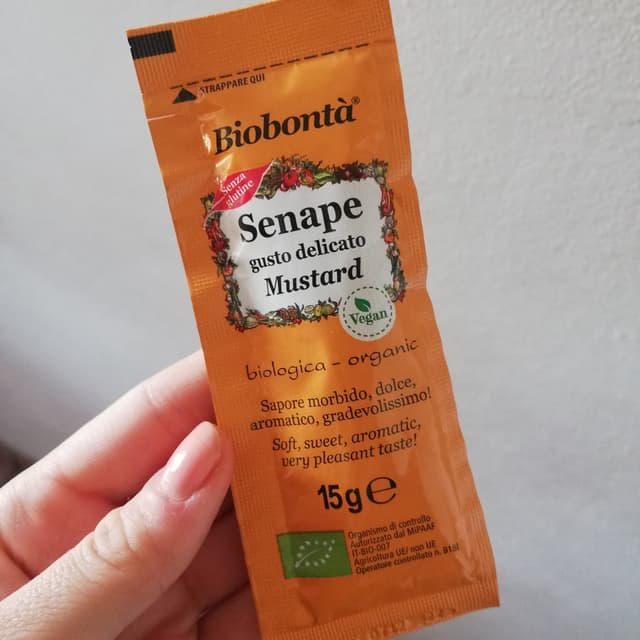 STRAPPARE QUI
Biobontà®
Senza
glutine
Senape
gusto delicato
Mustard
Vegan
biologica - organic
Sapore morbido, dolce,
aromatico, gradevolissimo!
Soft, sweet, aromatic,
very pleasant taste!
15g ℮
Organismo di controllo
Autorizzato dal MiPAAF
IT-BIO-007
Agricoltura UE/ non UE
Operatore controllato n.